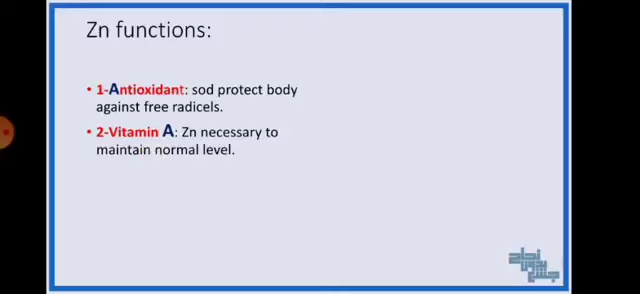 Zn functions:
• 1-Antioxidant: sod protect body
against free radicels.
• 2-Vitamin A: Zn necessary to
maintain normal level.